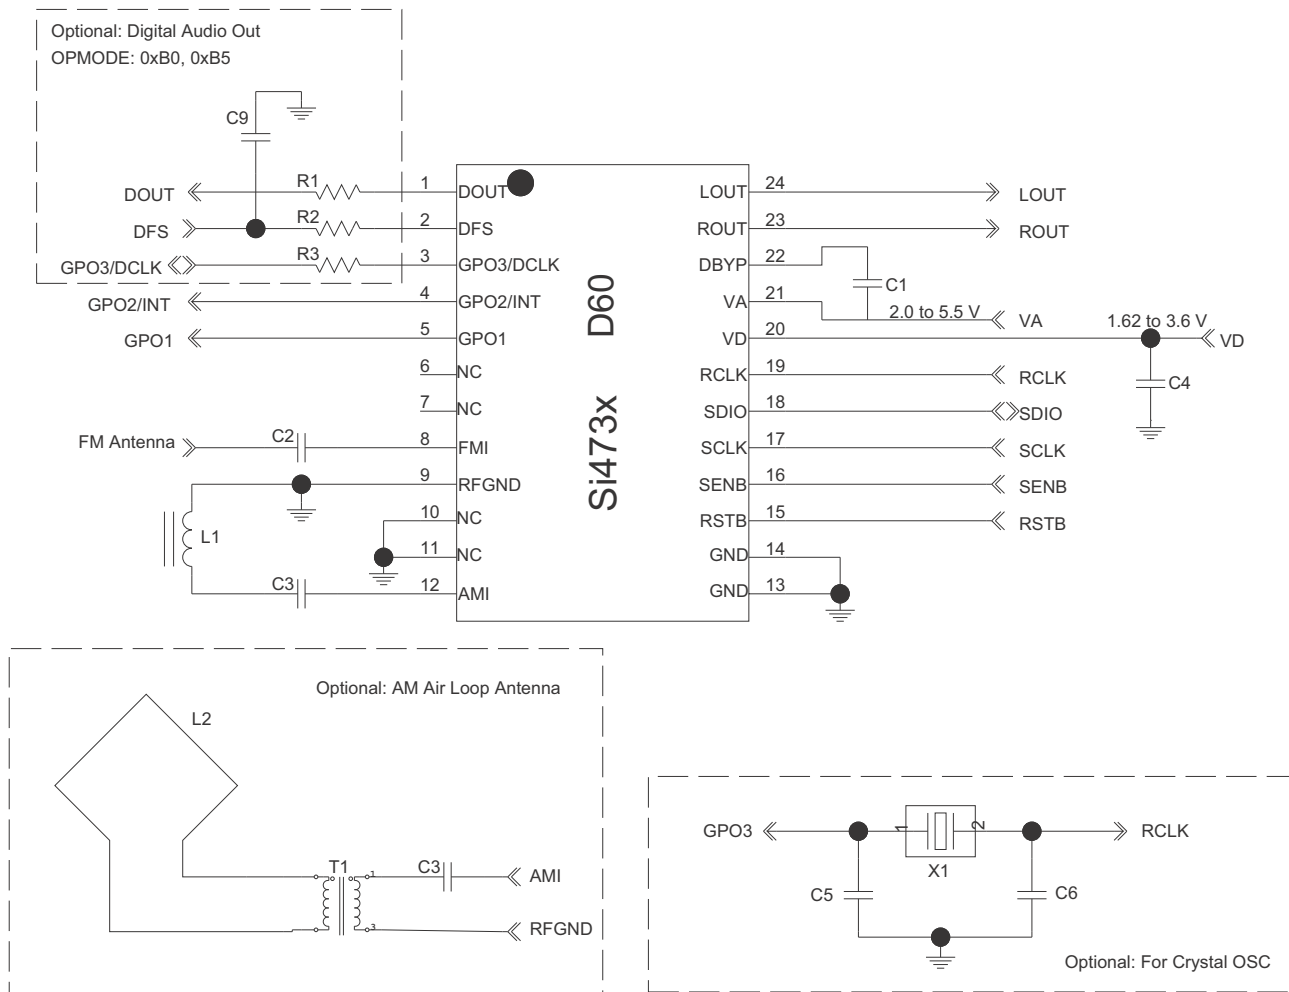 Optional: Digital Audio Out
OPMODE: 0xB0, 0xB5
C9
DOUT
R1
1
DOUT
DFS
R2
2
DFS
GPO3/DCLK
R3
3
GPO3/DCLK
GPO2/INT
4
GPO2/INT
GPO1
5
GPO1
6
NC
7
NC
FM Antenna
C2
8
FMI
9
RFGND
10
NC
L1
11
NC
C3
12
AMI
Si473x D60
LOUT
24
LOUT
ROUT
23
ROUT
DBYP
22
C1
VA
21
2.0 to 5.5 V
VA
VD
20
1.62 to 3.6 V
VD
C4
RCLK
19
RCLK
SDIO
18
SDIO
SCLK
17
SCLK
SENB
16
SENB
RSTB
15
RSTB
GND
14
GND
13
Optional: AM Air Loop Antenna
L2
T1
1
C3
AMI
3
RFGND
GPO3
1
2
RCLK
X1
C5
C6
Optional: For Crystal OSC